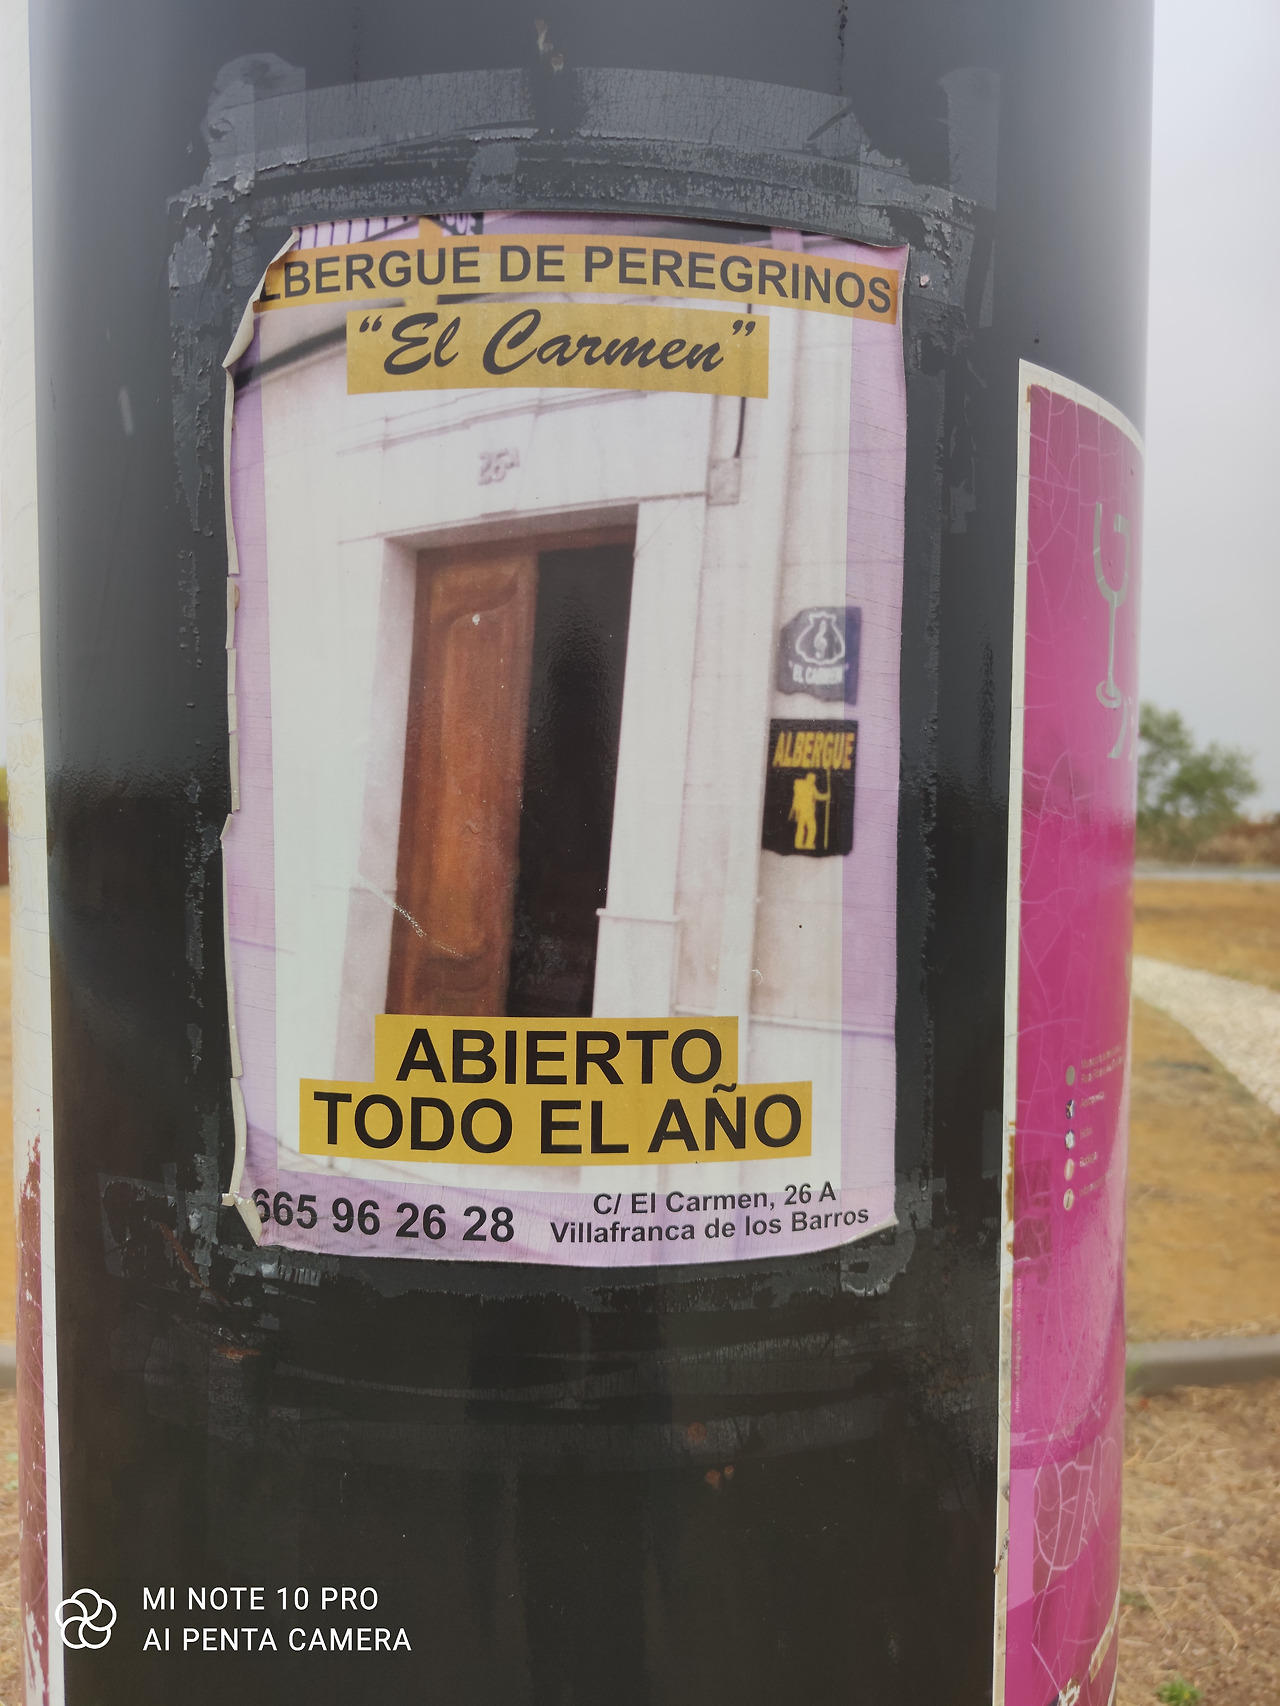 LBERGUE DE PEREGRINOS
“El Carmen”
26A
"EL CARMEN"
ALBERGUE
ABIERTO
TODO EL AÑO
665 96 26 28
C/ El Carmen, 26 A
Villafranca de los Barros
MI NOTE 10 PRO
AI PENTA CAMERA